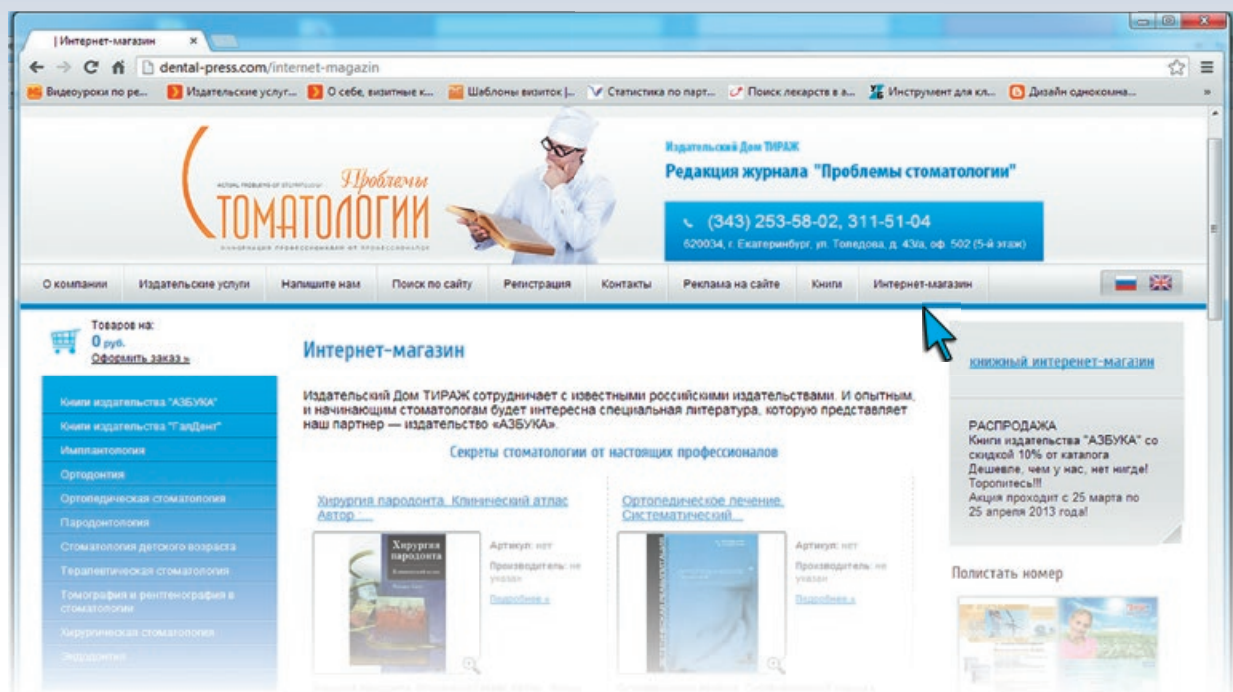 | Интернет-магазин
dental-press.com/internet-magazin
Видеоуроки по ре... Издательские услуг... О себе, визитные к... Шаблоны визиток |... Статистика по парт... Поиск лекарств в а... Инструмент для кл... Дизайн однокомна...
Издательский Дом ТИРАЖ
Редакция журнала "Проблемы стоматологии"
ACTUAL PROBLEMS OF STOMATOLOGY Проблемы
СТОМАТОЛОГИИ
ИНФОРМАЦИЯ ПРОФЕССИОНАЛАМ ОТ ПРОФЕССИОНАЛОВ
(343) 253-58-02, 311-51-04
620034, г. Екатеринбург, ул. Толедова, д. 43/а, оф. 502 (5-й этаж)
О компании Издательские услуги Напишите нам Поиск по сайту Регистрация Контакты Реклама на сайте Книги Интернет-магазин
Товаров на:
0 руб.
Оформить заказ »
Книги издательства "АЗБУКА"
Книги издательства "ГалДент"
Имплантология
Ортодонтия
Ортопедическая стоматология
Пародонтология
Стоматология детского возраста
Терапевтическая стоматология
Томография и рентгенография в
стоматологии
Хирургическая стоматология
Эндодонтия
Интернет-магазин
Издательский Дом ТИРАЖ сотрудничает с известными российскими издательствами. И опытным,
и начинающим стоматологам будет интересна специальная литература, которую представляет
наш партнер — издательство «АЗБУКА».
Секреты стоматологии от настоящих профессионалов
Хирургия пародонта. Клинический атлас
Автор :...
Хирургия
пародонта
Артикул: нет
Производитель: не
указан
Подробнее »
Ортопедическое лечение.
Систематический...
Артикул: нет
Производитель: не
указан
Подробнее »
книжный интеренет-магазин
РАСПРОДАЖА
Книги издательства "АЗБУКА" со
скидкой 10% от каталога
Дешевле, чем у нас, нет нигде!
Торопитесь!!!
Акция проходит с 25 марта по
25 апреля 2013 года!
Полистать номер